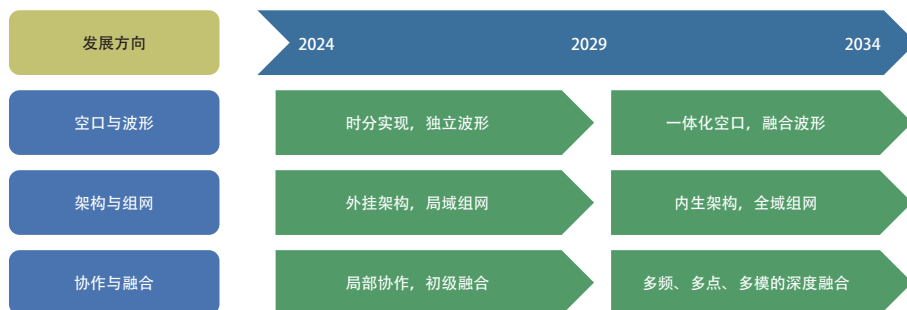 发展方向
2024
2029
2034
空口与波形
时分实现，独立波形
一体化空口，融合波形
架构与组网
外挂架构，局域组网
内生架构，全域组网
协作与融合
局部协作，初级融合
多频、多点、多模的深度融合